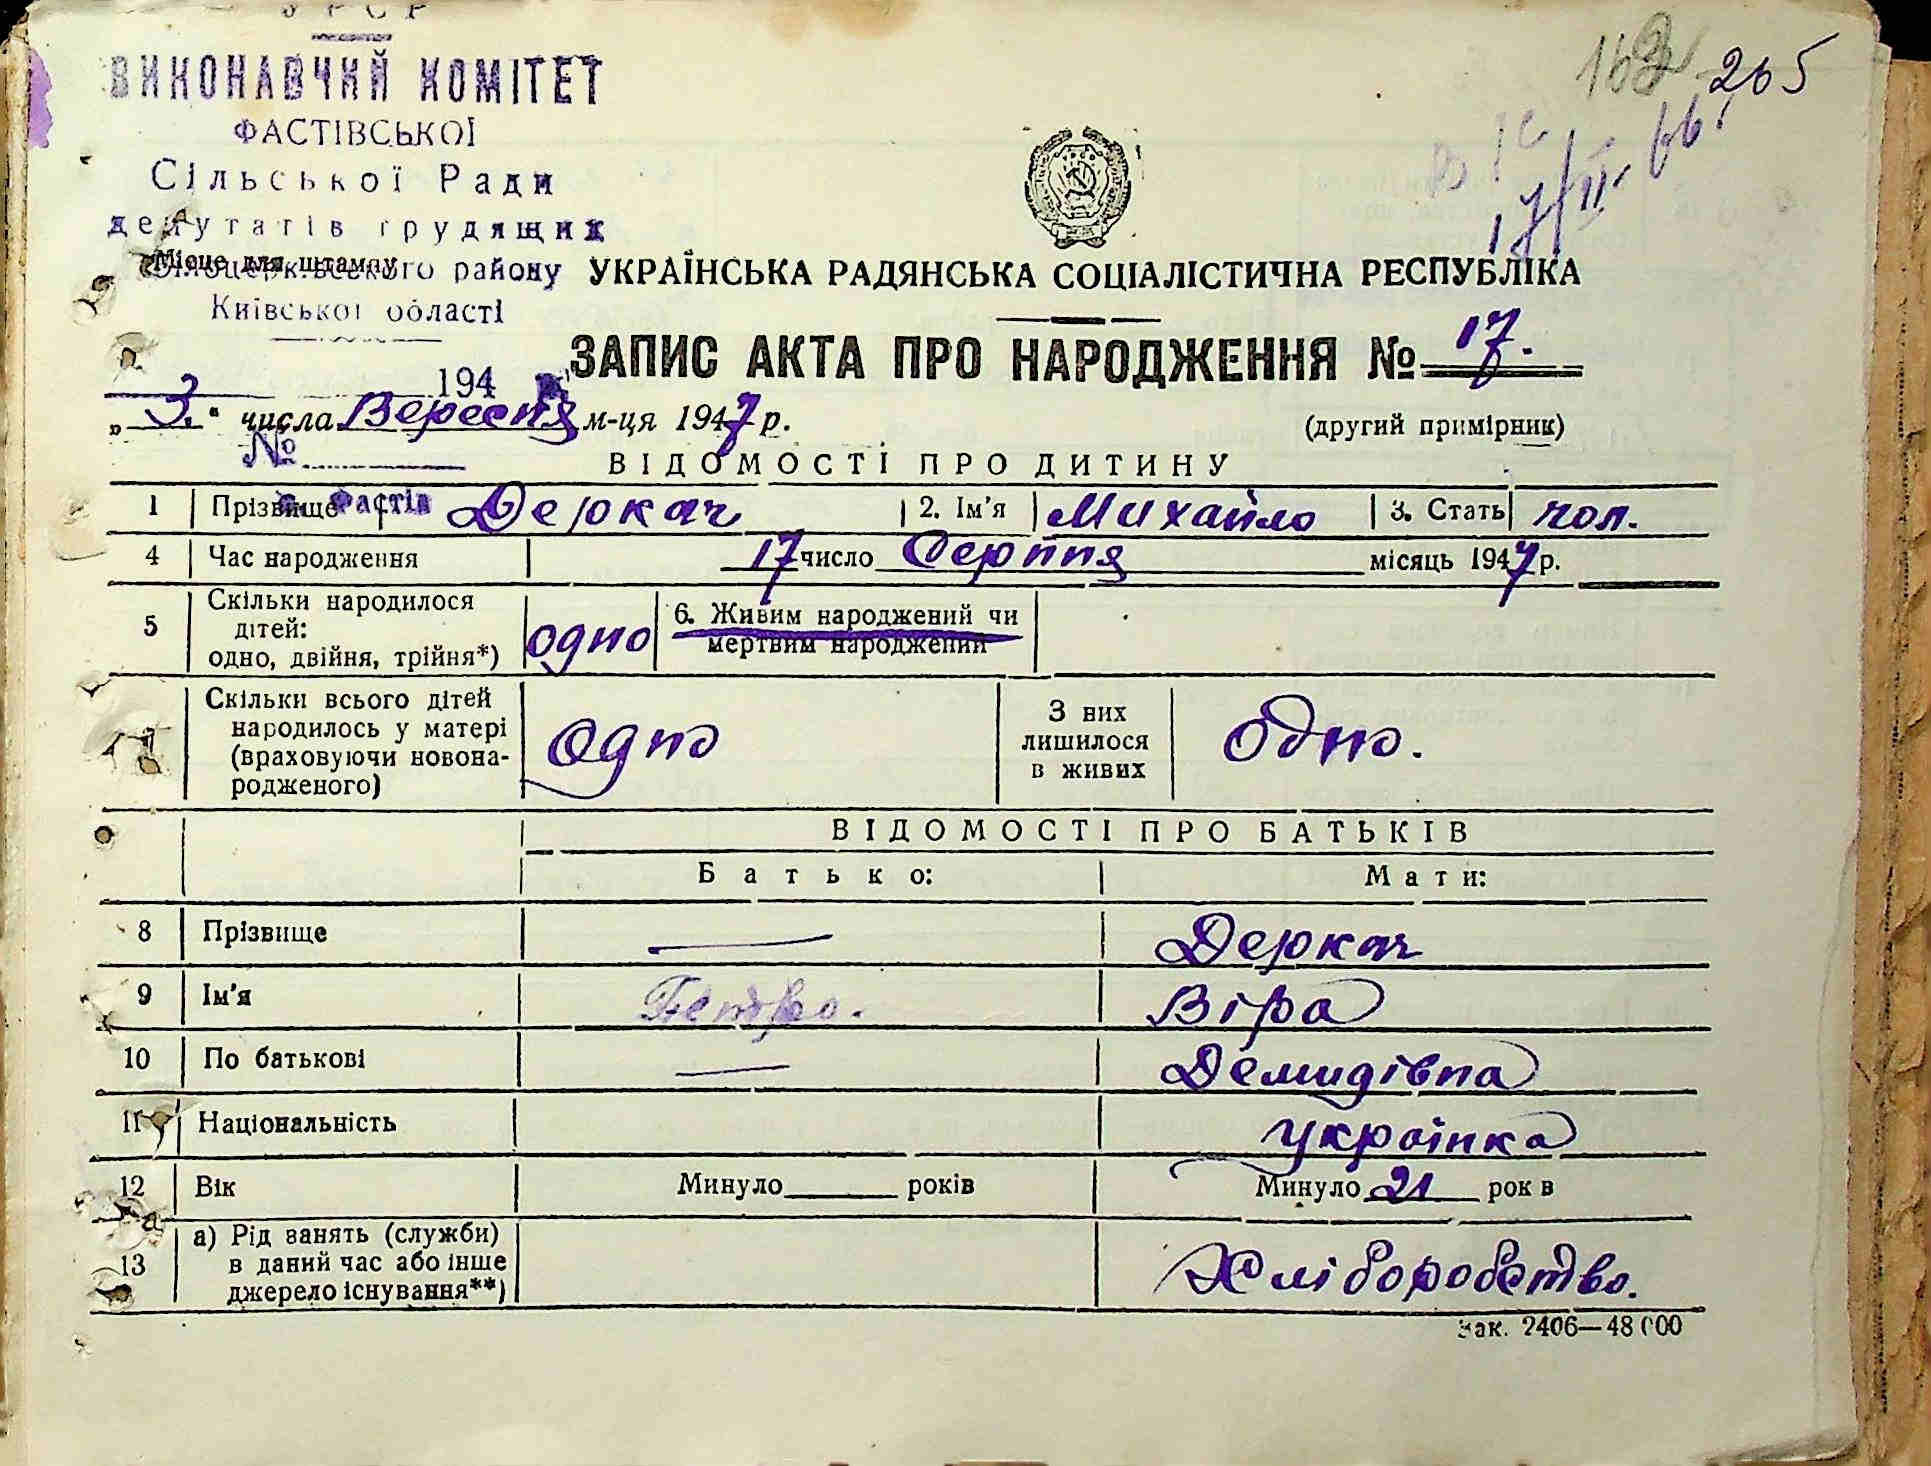 УРСР
ВИКОНАВЧИЙ КОМІТЕТ
ФАСТІВСЬКОЇ
Сільської Ради
депутатів трудящих
Білоцерківського району
Київської області
Місце для штампу
194
№
с. Фастів
205
17/II 66
УКРАЇНСЬКА РАДЯНСЬКА СОЦІАЛІСТИЧНА РЕСПУБЛІКА
ЗАПИС АКТА ПРО НАРОДЖЕННЯ № 17.
„3." числа Вересня м-ця 1947 р.
(другий примірник)
ВІДОМОСТІ ПРО ДИТИНУ
1 Прізвище Деркач 2. Ім'я Михайло 3. Стать чол.
4 Час народження 17 число Серпня місяць 1947 р.
5 Скільки народилося дітей: одно, двійня, трійня*) одно 6. Живим народжений чи мертвим народжений
Скільки всього дітей народилось у матері (враховуючи новона-родженого) Одно З них лишилося в живих Одно.
ВІДОМОСТІ ПРО БАТЬКІВ
Батько: Мати:
8 Прізвище — Деркач
9 Ім'я Петро. Віра
10 По батькові — Демидівна
11 Національність українка
12 Вік Минуло ____ років Минуло 21 рок в
13 а) Рід занять (служби) в даний час або інше джерело існування**) Хліборобство.
Зак. 2406—48000